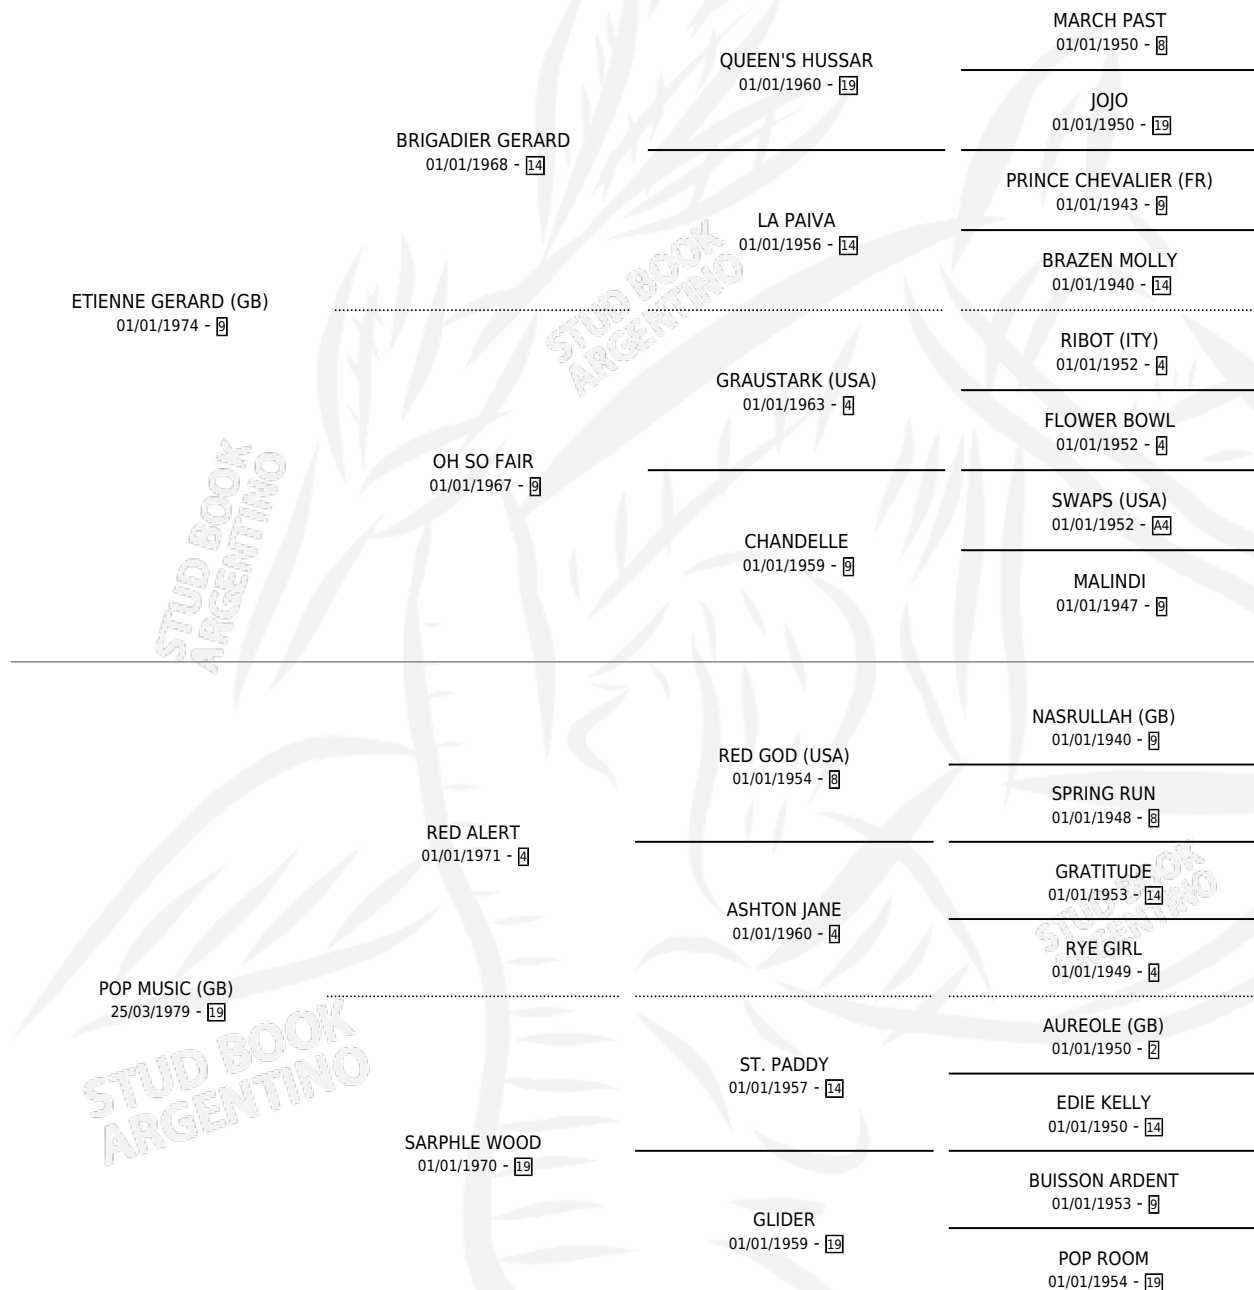 MARCH PAST
01/01/1950 - 8
QUEEN'S HUSSAR
01/01/1960 - 19
JOJO
01/01/1950 - 19
BRIGADIER GERARD
01/01/1968 - 14
PRINCE CHEVALIER (FR)
01/01/1943 - 9
LA PAIVA
01/01/1956 - 14
BRAZEN MOLLY
01/01/1940 - 14
ETIENNE GERARD (GB)
01/01/1974 - 9
RIBOT (ITY)
01/01/1952 - 4
GRAUSTARK (USA)
01/01/1963 - 4
FLOWER BOWL
01/01/1952 - 4
OH SO FAIR
01/01/1967 - 9
SWAPS (USA)
01/01/1952 - A4
CHANDELLE
01/01/1959 - 9
MALINDI
01/01/1947 - 9
STUD BOOK
ARGENTINO
STUD BOOK
ARGENTINO
NASRULLAH (GB)
01/01/1940 - 9
RED GOD (USA)
01/01/1954 - 8
SPRING RUN
01/01/1948 - 8
RED ALERT
01/01/1971 - 4
GRATITUDE
01/01/1953 - 14
ASHTON JANE
01/01/1960 - 4
RYE GIRL
01/01/1949 - 4
STUD BOOK
ARGENTINO
POP MUSIC (GB)
25/03/1979 - 19
AUREOLE (GB)
01/01/1950 - 2
ST. PADDY
01/01/1957 - 14
EDIE KELLY
01/01/1950 - 14
STUD BOOK
ARGENTINO
SARPHLE WOOD
01/01/1970 - 19
BUISSON ARDENT
01/01/1953 - 9
GLIDER
01/01/1959 - 19
POP ROOM
01/01/1954 - 19